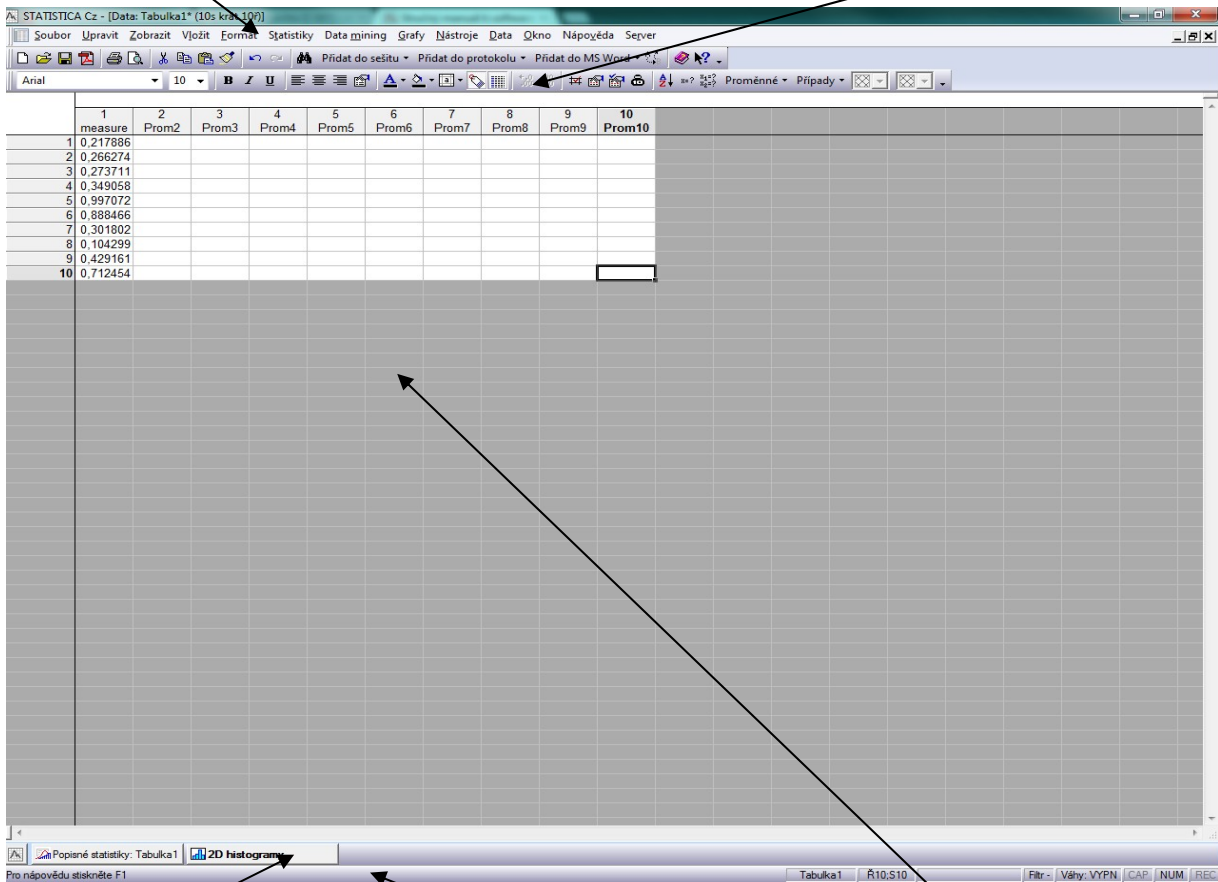 STATISTICA Cz - [Data: Tabulka1* (10s krát 10ř)]
Soubor Upravit Zobrazit Vložit Formát Statistiky Data mining Grafy Nástroje Data Okno Nápověda Server
Přidat do sešitu Přidat do protokolu Přidat do MS Word
Arial 10 B I U A Proměnné Případy
1 2 3 4 5 6 7 8 9 10
measure Prom2 Prom3 Prom4 Prom5 Prom6 Prom7 Prom8 Prom9 Prom10
1 0,217886
2 0,266274
3 0,273711
4 0,349058
5 0,997072
6 0,888466
7 0,301802
8 0,104299
9 0,429161
10 0,712454
Popisné statistiky: Tabulka1 2D histogramy
Pro nápovědu stiskněte F1 Tabulka1 Ř10;S10 Filtr - Váhy: VYPN CAP NUM REC